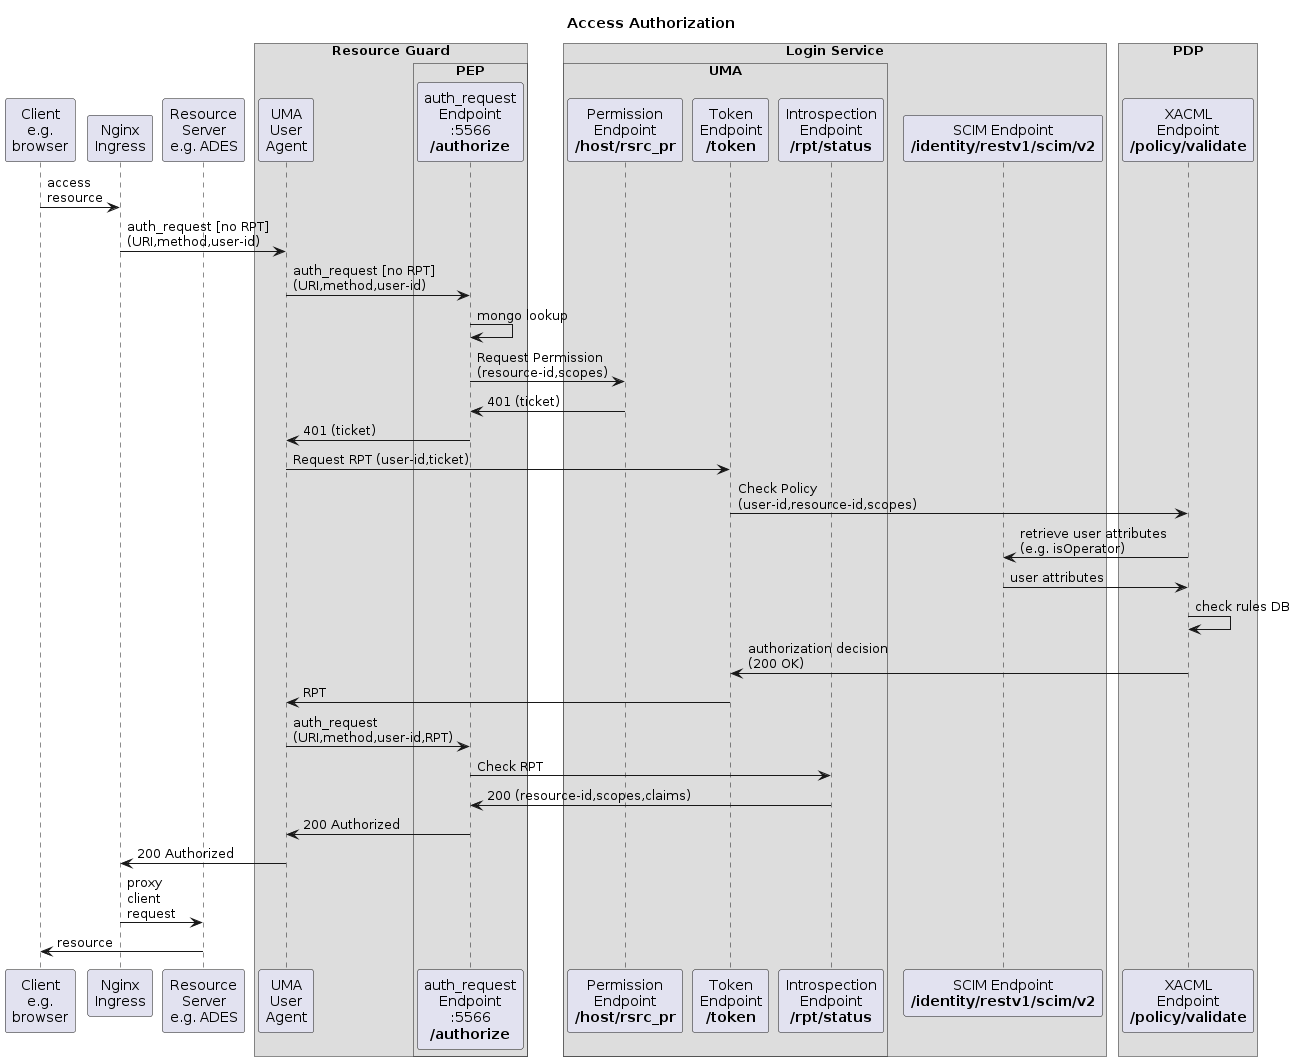 Access Authorization
Resource Guard
Login Service
PDP
PEP
UMA
Client
e.g.
browser
Nginx
Ingress
Resource
Server
e.g. ADES
UMA
User
Agent
auth_request
Endpoint
:5566
/authorize
Permission
Endpoint
/host/rsrc_pr
Token
Endpoint
/token
Introspection
Endpoint
/rpt/status
SCIM Endpoint
/identity/restv1/scim/v2
XACML
Endpoint
/policy/validate
access
resource
auth_request [no RPT]
(URI,method,user-id)
auth_request [no RPT]
(URI,method,user-id)
mongo lookup
Request Permission
(resource-id,scopes)
401 (ticket)
401 (ticket)
Request RPT (user-id,ticket)
Check Policy
(user-id,resource-id,scopes)
retrieve user attributes
(e.g. isOperator)
user attributes
check rules DB
authorization decision
(200 OK)
RPT
auth_request
(URI,method,user-id,RPT)
Check RPT
200 (resource-id,scopes,claims)
200 Authorized
200 Authorized
proxy
client
request
resource
Client
e.g.
browser
Nginx
Ingress
Resource
Server
e.g. ADES
UMA
User
Agent
auth_request
Endpoint
:5566
/authorize
Permission
Endpoint
/host/rsrc_pr
Token
Endpoint
/token
Introspection
Endpoint
/rpt/status
SCIM Endpoint
/identity/restv1/scim/v2
XACML
Endpoint
/policy/validate